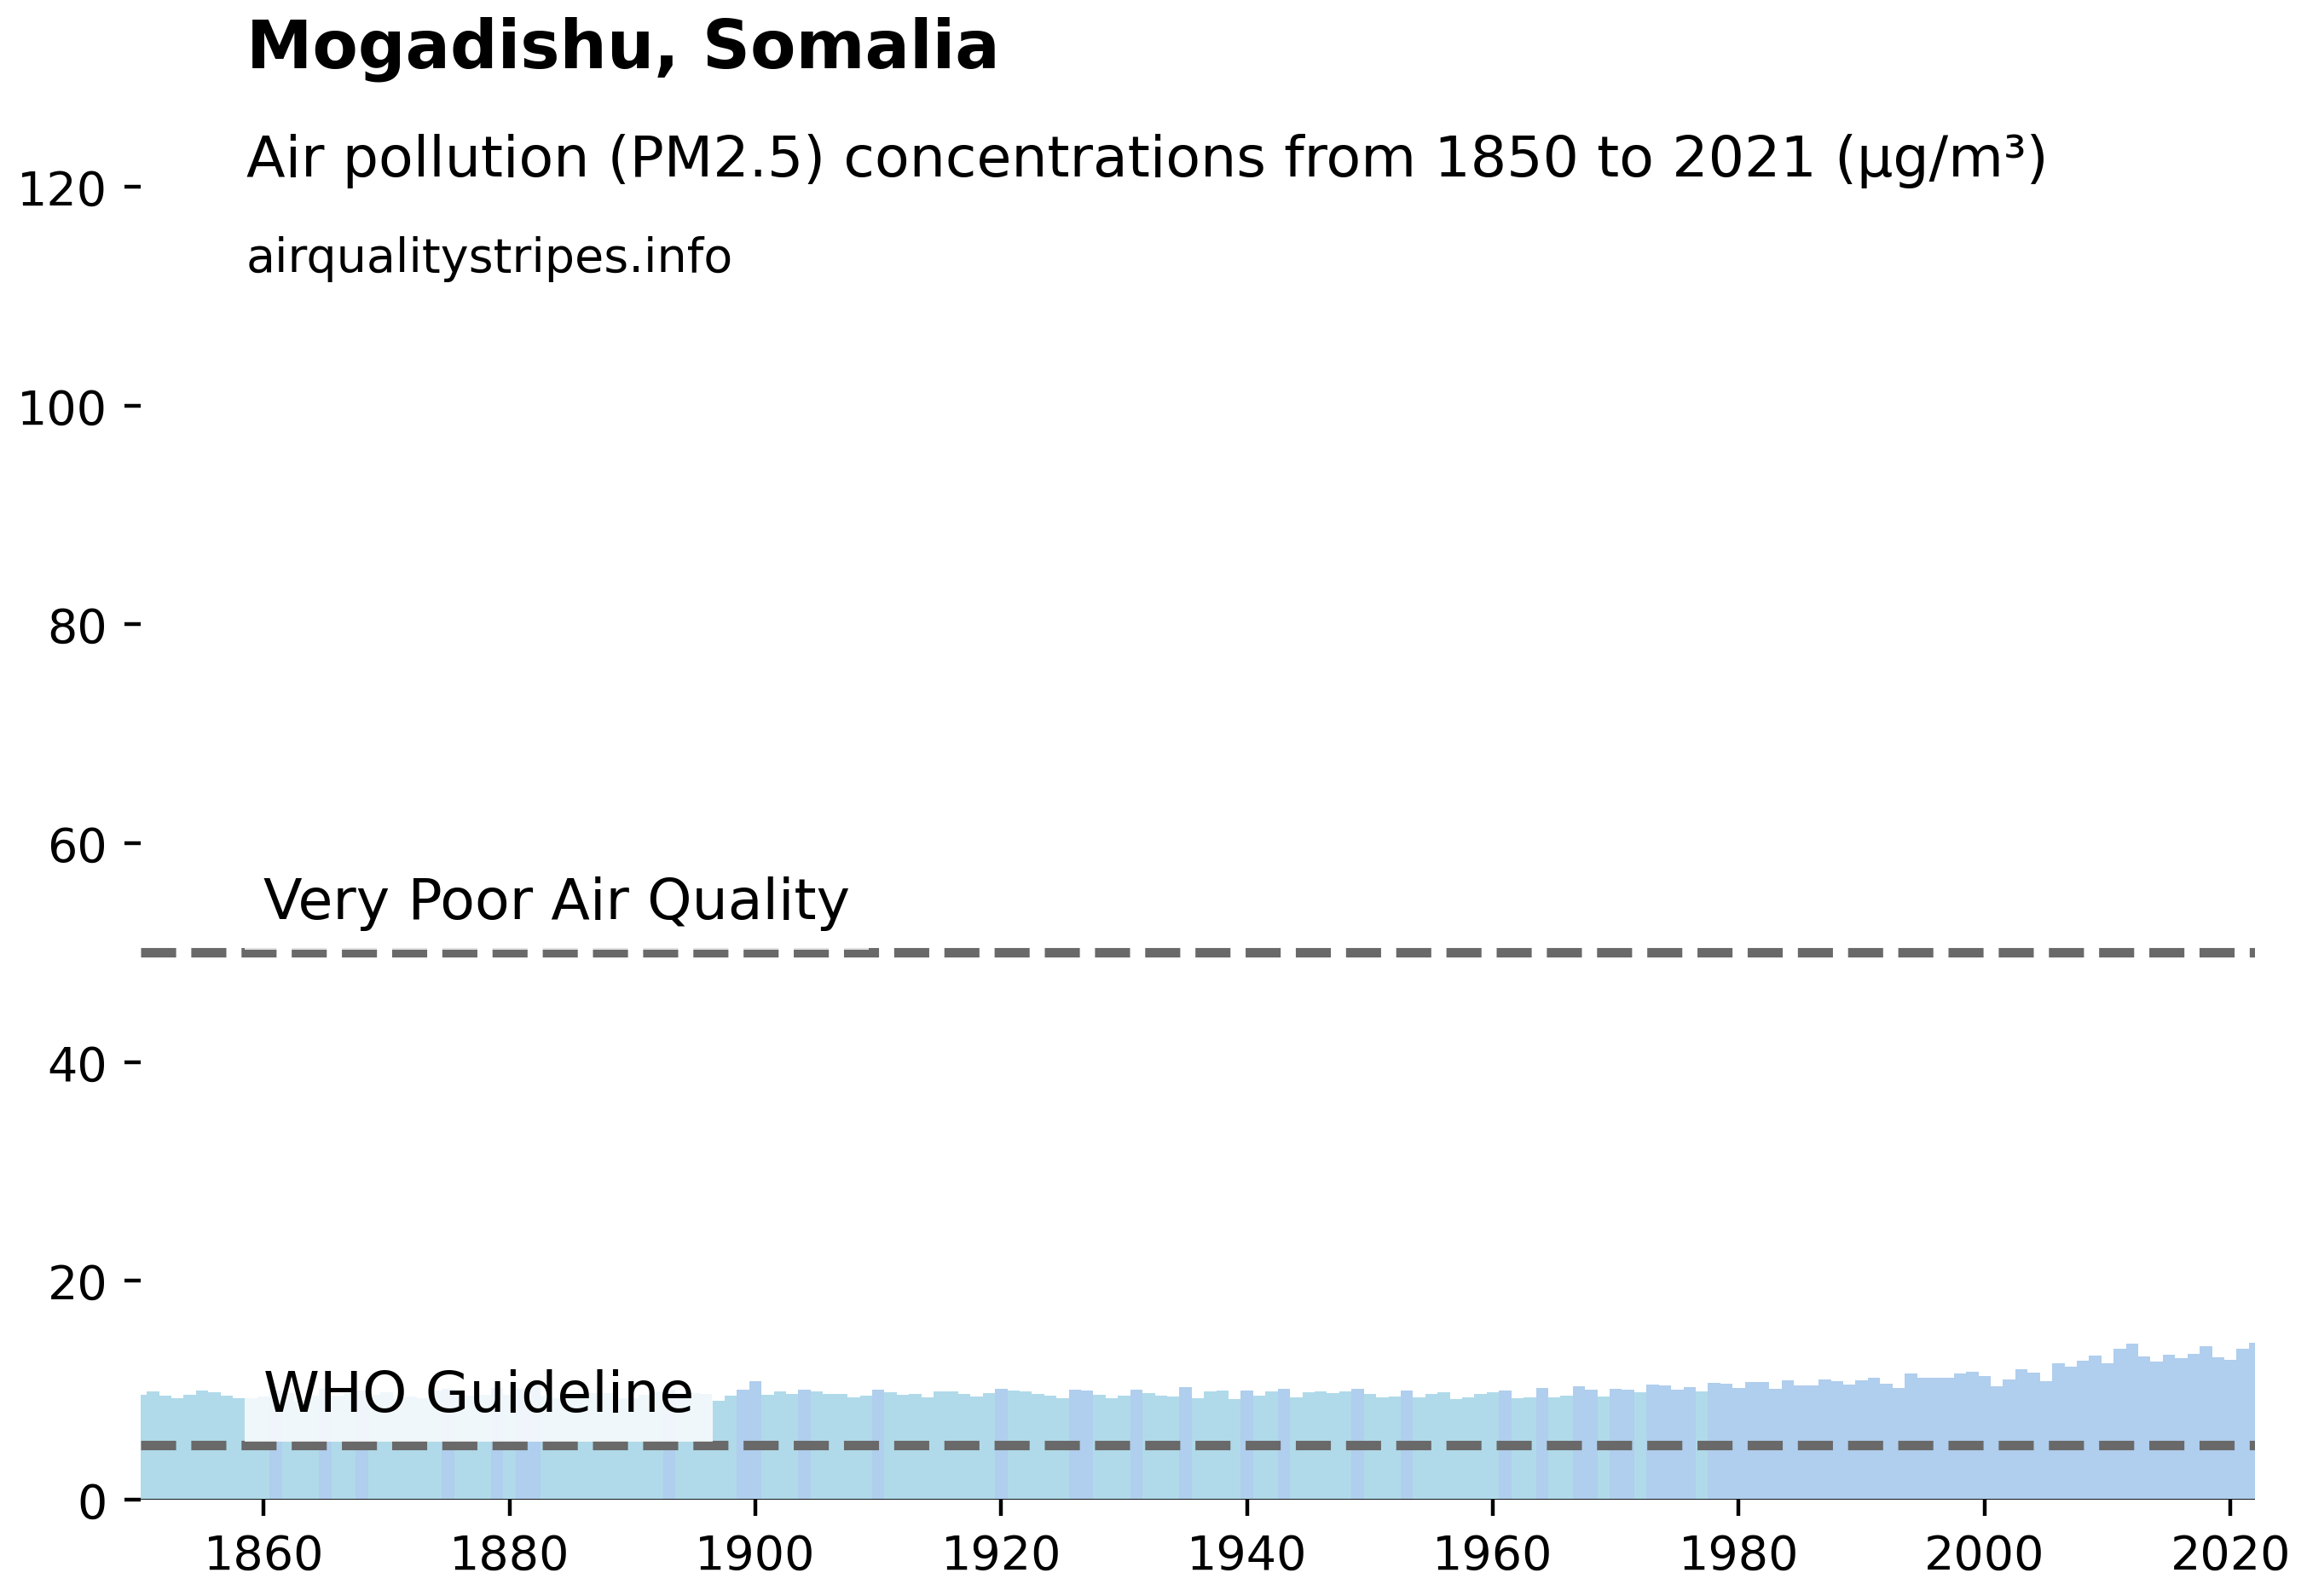 Mogadishu, Somalia
Air pollution (PM2.5) concentrations from 1850 to 2021 (µg/m³)
120
airqualitystripes.info
100
80
60
Very Poor Air Quality
40
20
WHO Guideline
0
1860 1880 1900 1920 1940 1960 1980 2000 2020